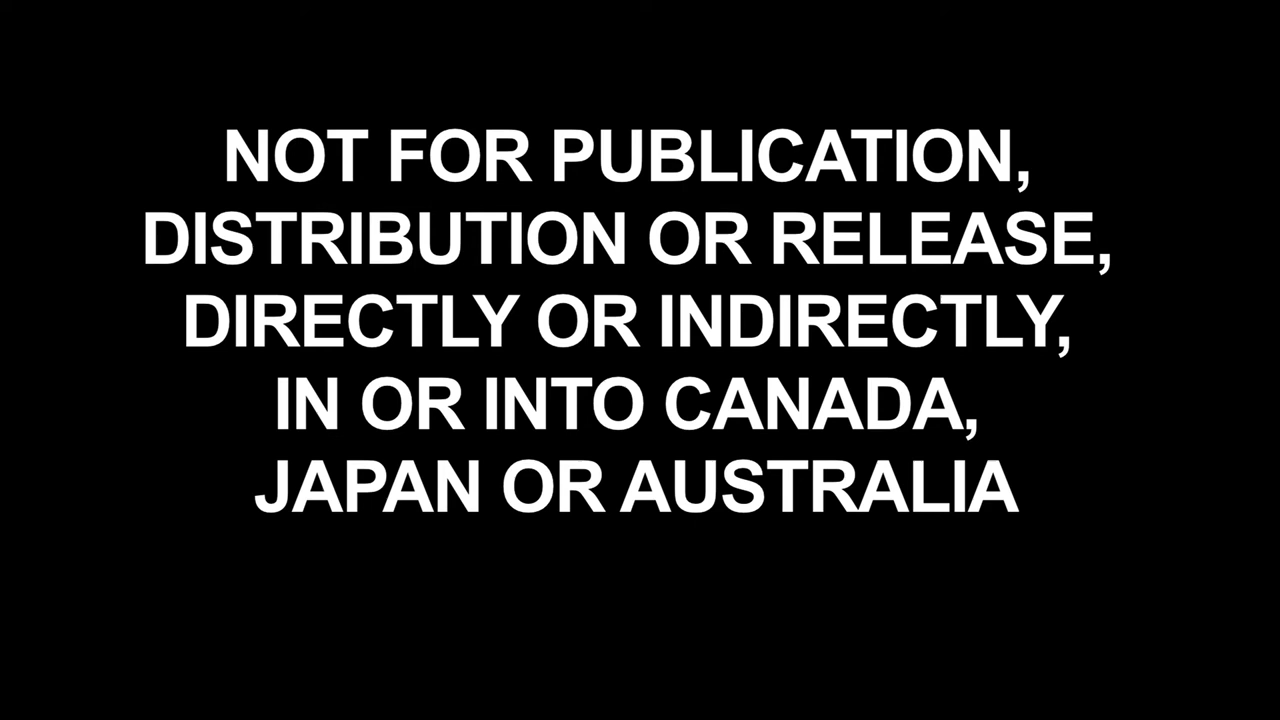 NOT FOR PUBLICATION,
DISTRIBUTION OR RELEASE,
DIRECTLY OR INDIRECTLY,
IN OR INTO CANADA,
JAPAN OR AUSTRALIA